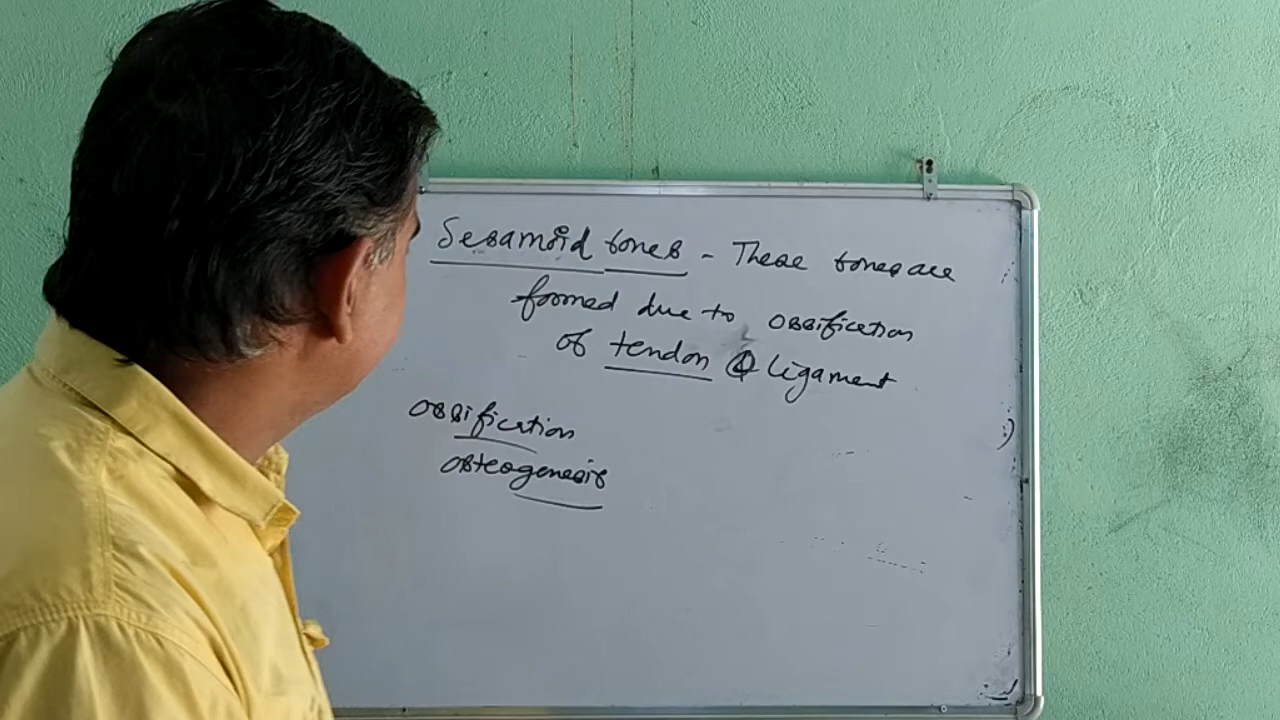 Sesamoid bones - These bones are
formed due to ossification
of tendon & ligament
ossification
osteogenesis